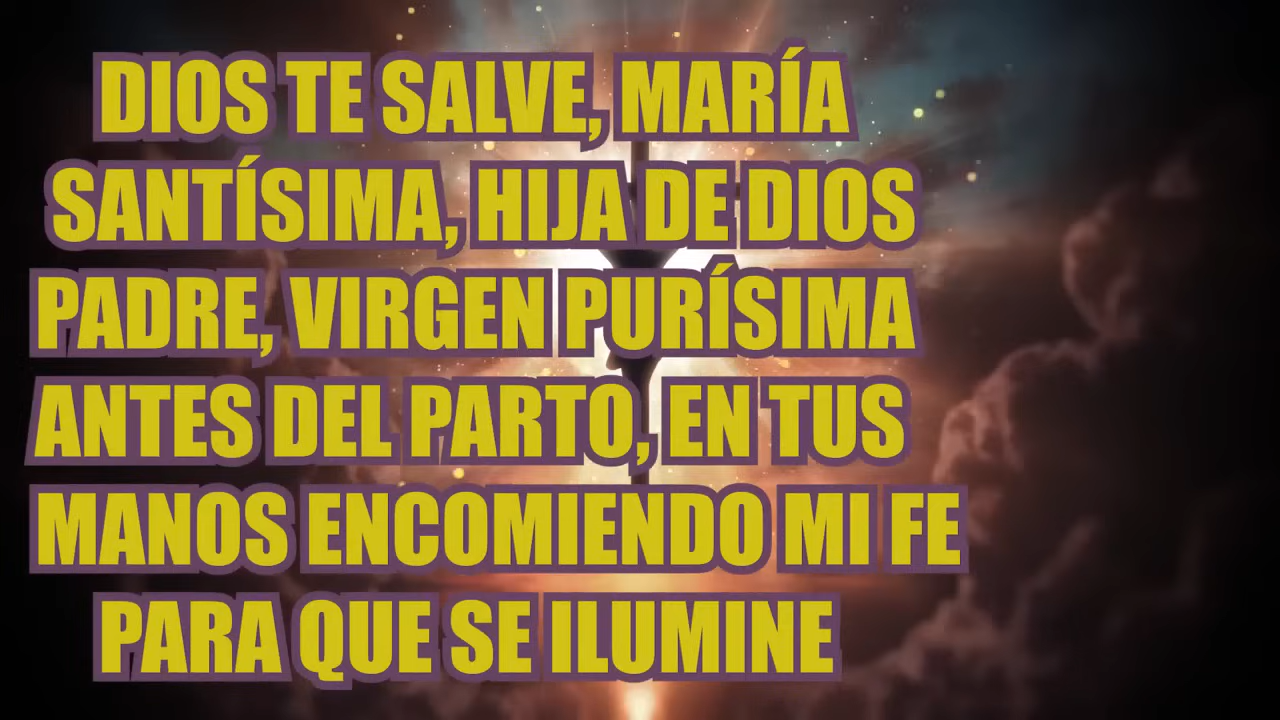 DIOS TE SALVE, MARÍA
SANTÍSIMA, HIJA DE DIOS
PADRE, VIRGEN PURÍSIMA
ANTES DEL PARTO, EN TUS
MANOS ENCOMIENDO MI FE
PARA QUE SE ILUMINE